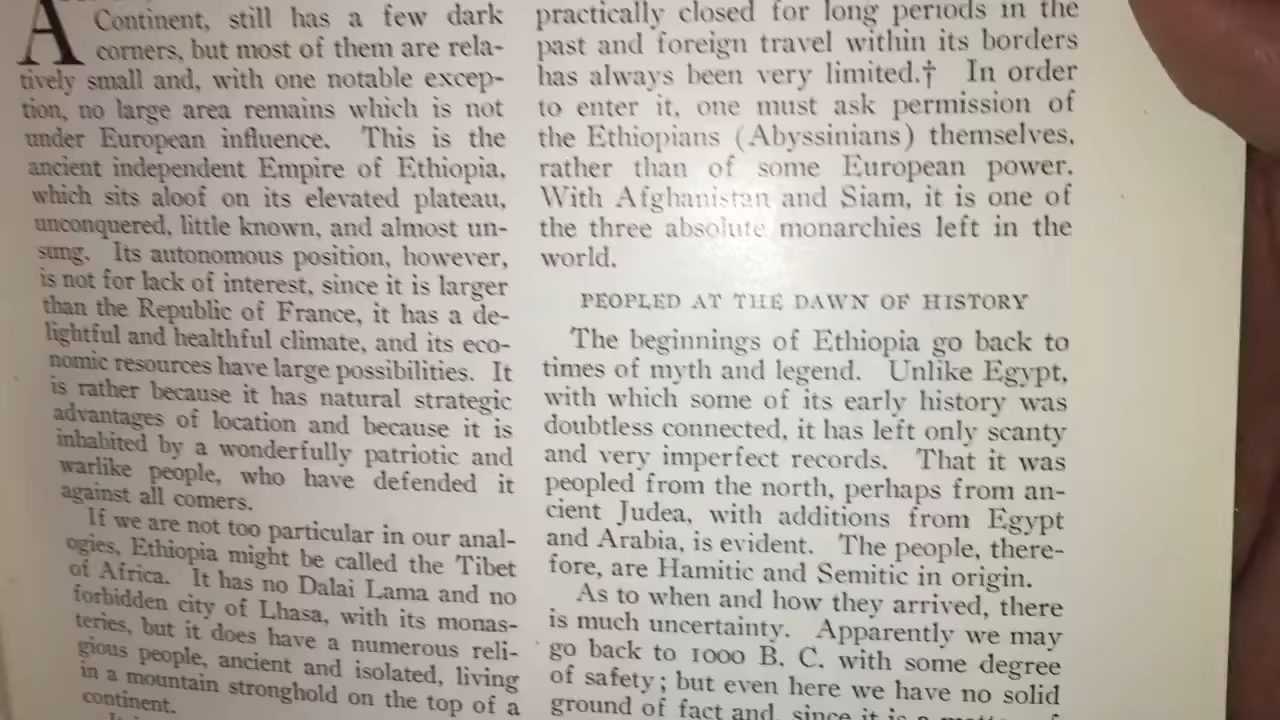 A Continent, still has a few dark
corners, but most of them are rela-
tively small and, with one notable excep-
tion, no large area remains which is not
under European influence. This is the
ancient independent Empire of Ethiopia,
which sits aloof on its elevated plateau,
unconquered, little known, and almost un-
sung. Its autonomous position, however,
is not for lack of interest, since it is larger
than the Republic of France, it has a de-
lightful and healthful climate, and its eco-
nomic resources have large possibilities. It
is rather because it has natural strategic
advantages of location and because it is
inhabited by a wonderfully patriotic and
warlike people, who have defended it
against all comers.
If we are not too particular in our anal-
ogies, Ethiopia might be called the Tibet
of Africa. It has no Dalai Lama and no
forbidden city of Lhasa, with its monas-
teries, but it does have a numerous reli-
gious people, ancient and isolated, living
in a mountain stronghold on the top of a
continent.
practically closed for long periods in the
past and foreign travel within its borders
has always been very limited.† In order
to enter it, one must ask permission of
the Ethiopians (Abyssinians) themselves,
rather than of some European power.
With Afghanistan and Siam, it is one of
the three absolute monarchies left in the
world.
PEOPLED AT THE DAWN OF HISTORY
The beginnings of Ethiopia go back to
times of myth and legend. Unlike Egypt,
with which some of its early history was
doubtless connected, it has left only scanty
and very imperfect records. That it was
peopled from the north, perhaps from an-
cient Judea, with additions from Egypt
and Arabia, is evident. The people, there-
fore, are Hamitic and Semitic in origin.
As to when and how they arrived, there
is much uncertainty. Apparently we may
go back to 1000 B. C. with some degree
of safety; but even here we have no solid
ground of fact and, since it is a